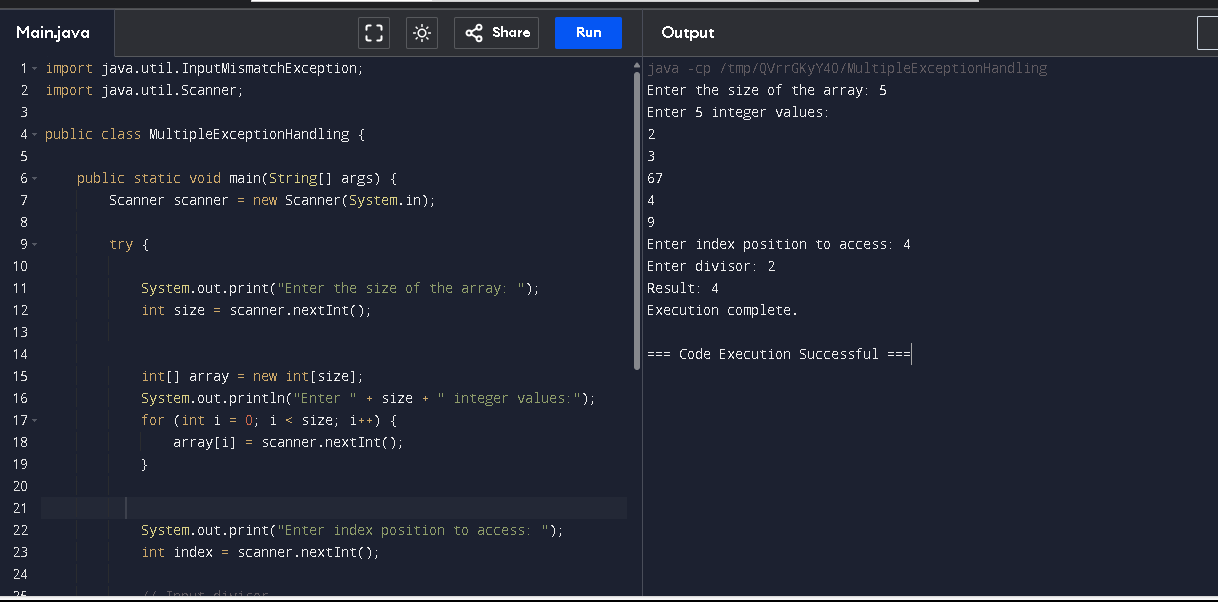 Main.java
Share
Run
Output
1 import java.util.InputMismatchException;
2 import java.util.Scanner;
3
4 public class MultipleExceptionHandling {
5
6 public static void main(String[] args) {
7 Scanner scanner = new Scanner(System.in);
8
9 try {
10
11 System.out.print("Enter the size of the array: ");
12 int size = scanner.nextInt();
13
14
15 int[] array = new int[size];
16 System.out.println("Enter " + size + " integer values:");
17 for (int i = 0; i < size; i++) {
18 array[i] = scanner.nextInt();
19 }
20
21
22 System.out.print("Enter index position to access: ");
23 int index = scanner.nextInt();
24
25 // Input divisor
java -cp /tmp/QVrrGKyY4O/MultipleExceptionHandling
Enter the size of the array: 5
Enter 5 integer values:
2
3
67
4
9
Enter index position to access: 4
Enter divisor: 2
Result: 4
Execution complete.
=== Code Execution Successful ===